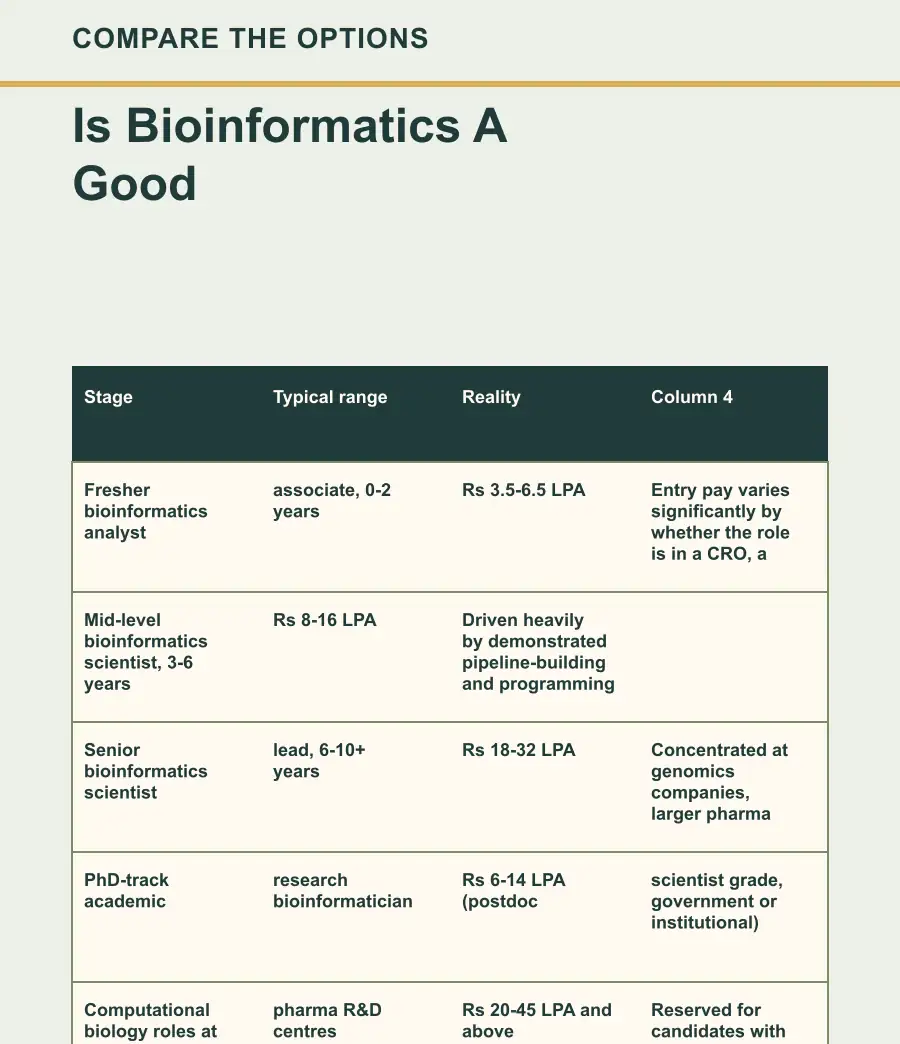 COMPARE THE OPTIONS
Is Bioinformatics A
Good
Stage
Typical range
Reality
Column 4
Fresher
bioinformatics
analyst
associate, 0-2
years
Rs 3.5-6.5 LPA
Entry pay varies
significantly by
whether the role
is in a CRO, a
Mid-level
bioinformatics
scientist, 3-6
years
Rs 8-16 LPA
Driven heavily
by demonstrated
pipeline-building
and programming
Senior
bioinformatics
scientist
lead, 6-10+
years
Rs 18-32 LPA
Concentrated at
genomics
companies,
larger pharma
PhD-track
academic
research
bioinformatician
Rs 6-14 LPA
(postdoc
scientist grade,
government or
institutional)
Computational
biology roles at
pharma R&D
centres
Rs 20-45 LPA and
above
Reserved for
candidates with